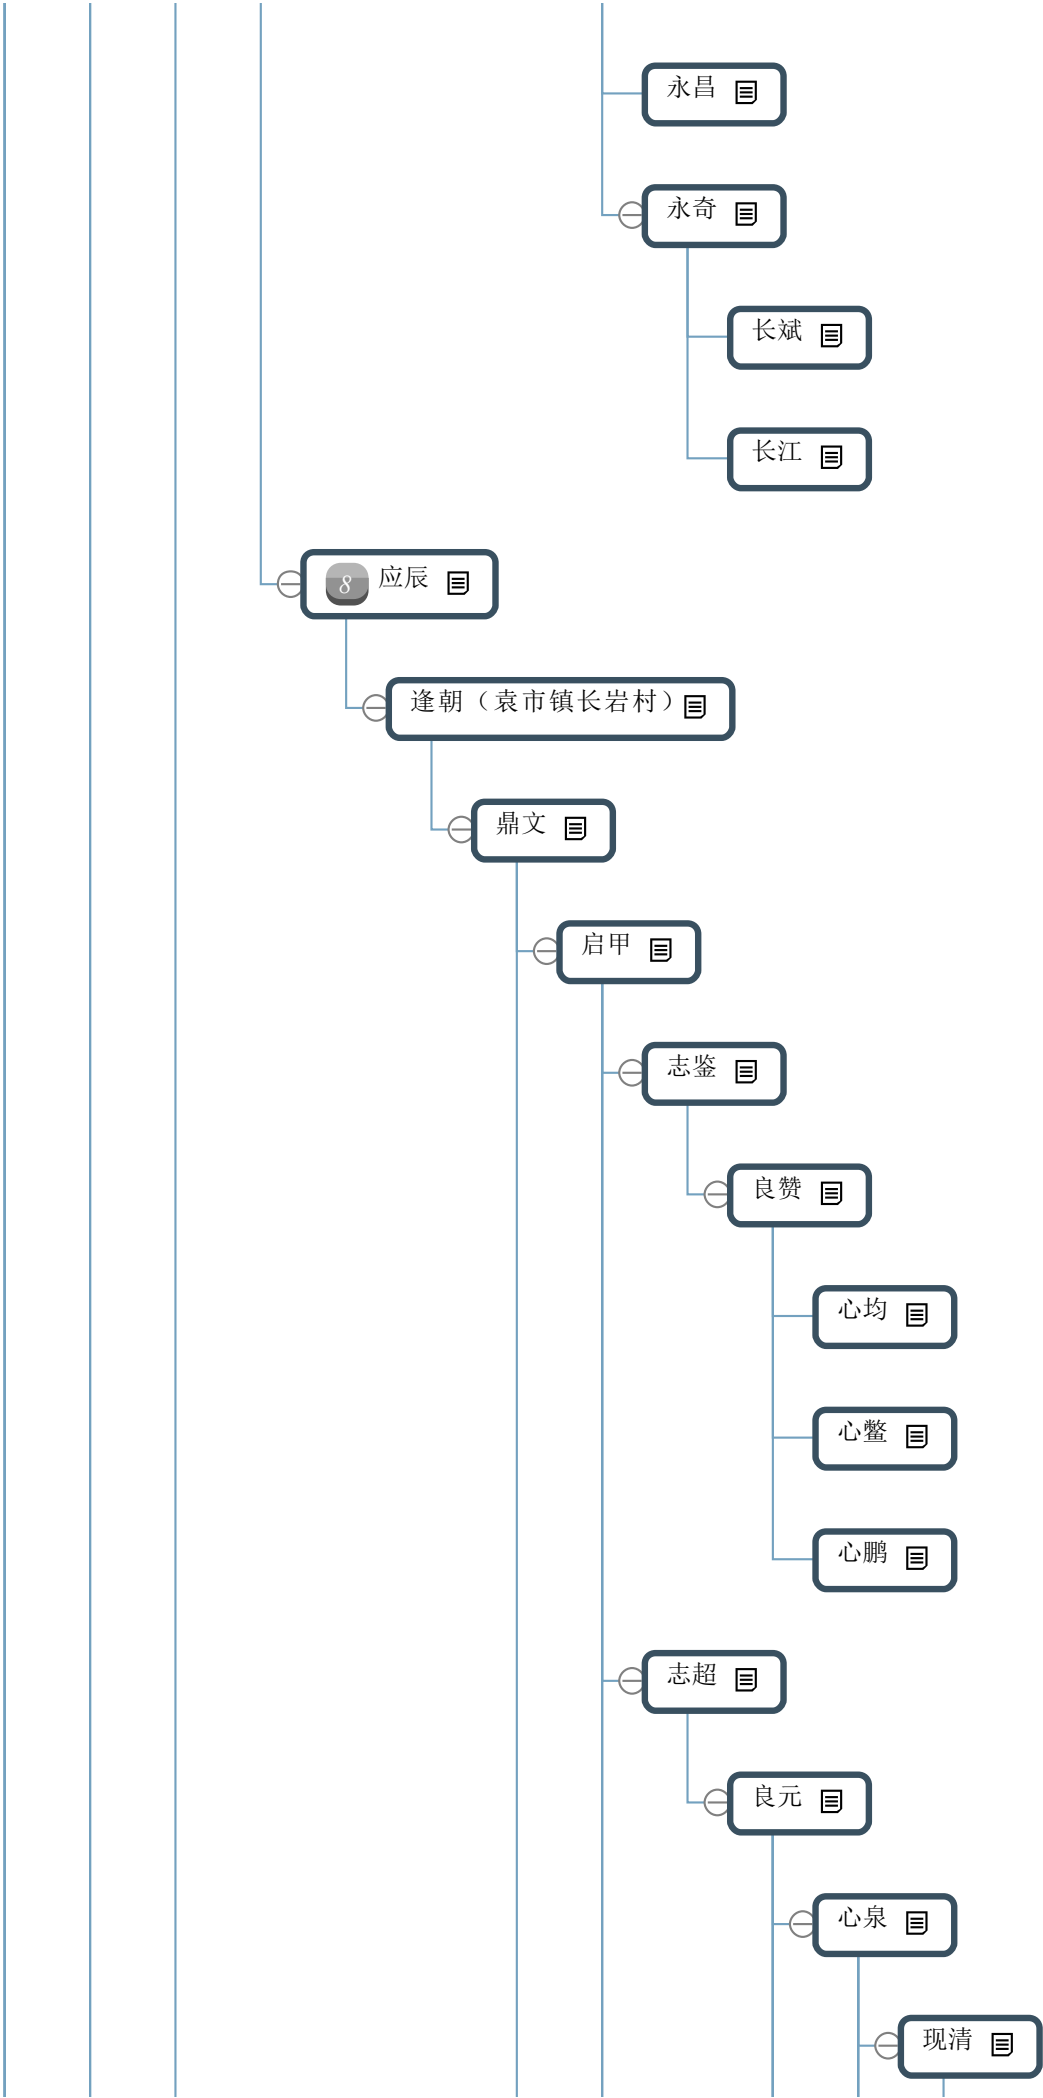 永昌
永奇
长斌
长江
8 应辰
逢朝（袁市镇长岩村）
鼎文
启甲
志鉴
良赞
心均
心鳌
心鹏
志超
良元
心泉
现清